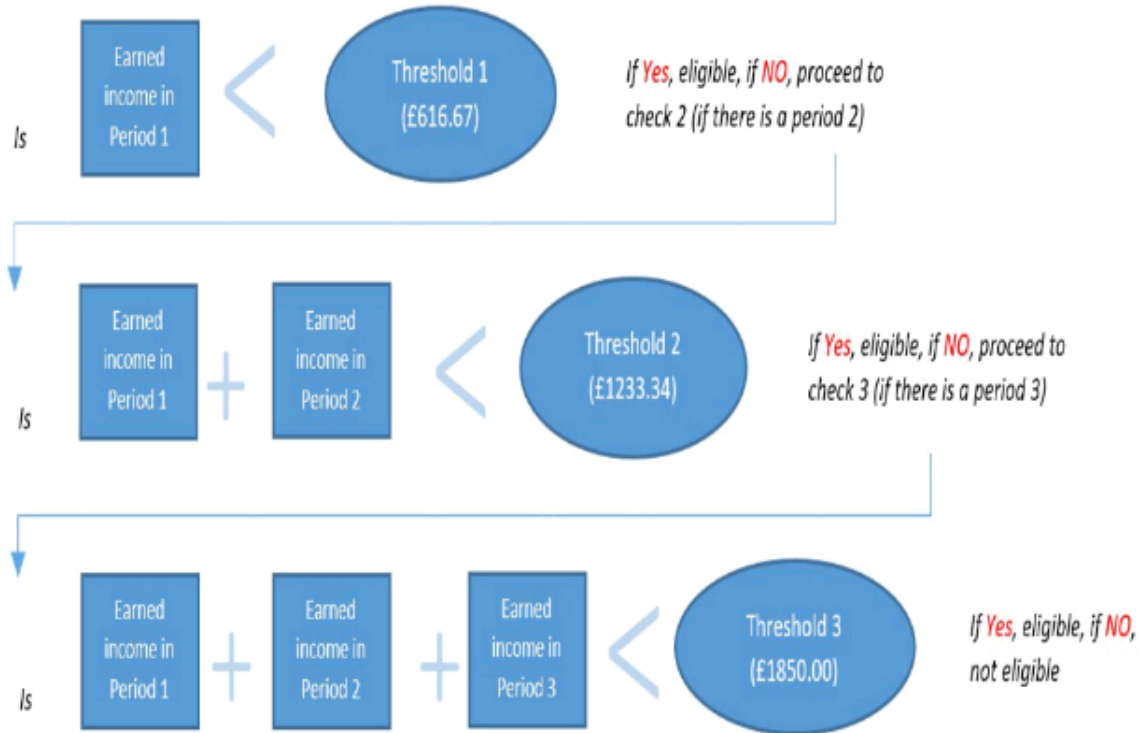 Is
Earned
income in
Period 1
<
Threshold 1
(£616.67)
If Yes, eligible, if NO, proceed to
check 2 (if there is a period 2)
Is
Earned
income in
Period 1
+
Earned
income in
Period 2
<
Threshold 2
(£1233.34)
If Yes, eligible, if NO, proceed to
check 3 (if there is a period 3)
Is
Earned
income in
Period 1
+
Earned
income in
Period 2
+
Earned
income in
Period 3
<
Threshold 3
(£1850.00)
If Yes, eligible, if NO,
not eligible